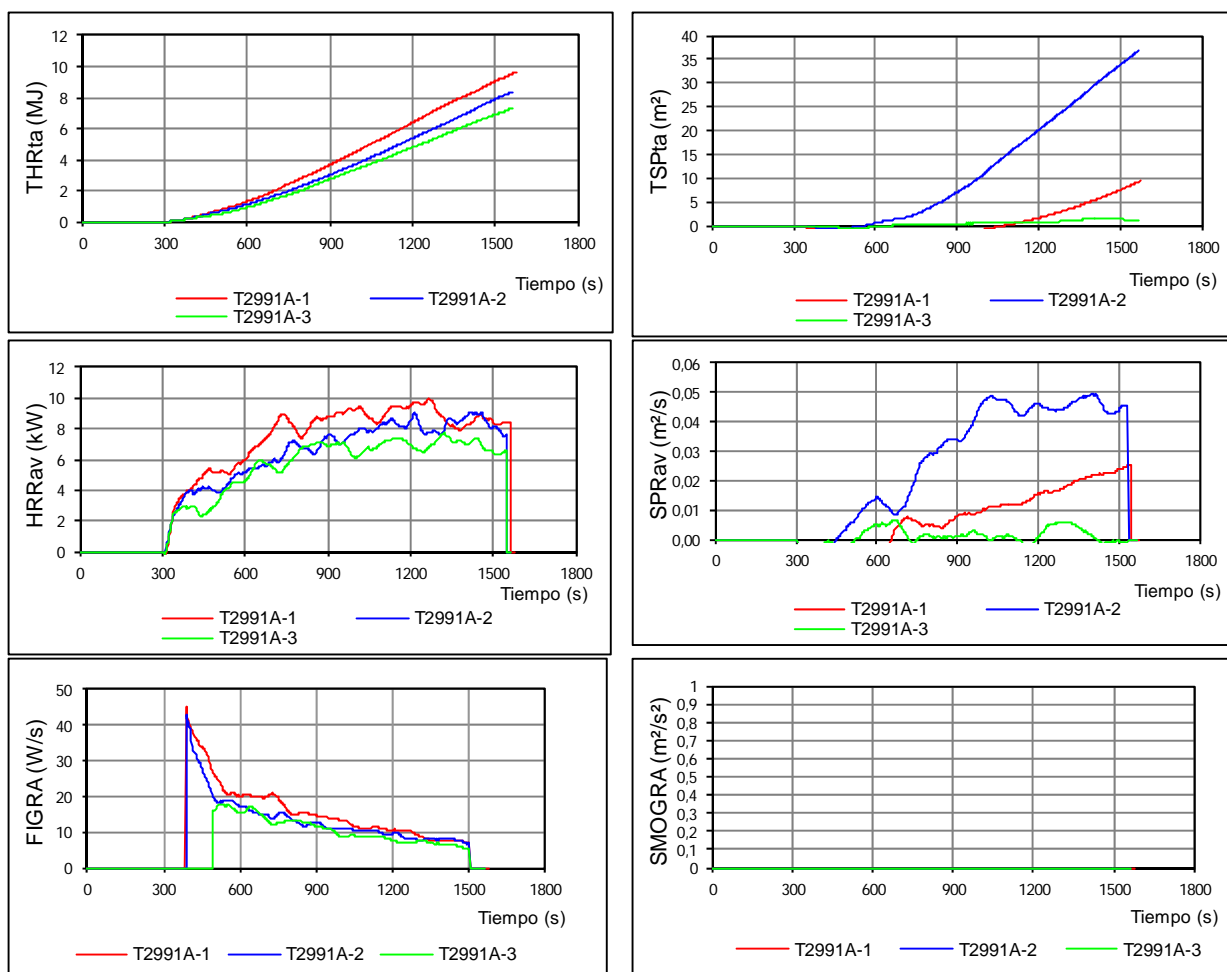 THRta (MJ)
12
10
8
6
4
2
0
0 300 600 900 1200 1500 1800
Tiempo (s)
T2991A-1 T2991A-2
T2991A-3
TSPta (m²)
40
35
30
25
20
15
10
5
0
0 300 600 900 1200 1500 1800
Tiempo (s)
T2991A-1 T2991A-2
T2991A-3
HRRav (kW)
12
10
8
6
4
2
0
0 300 600 900 1200 1500 1800
Tiempo (s)
T2991A-1 T2991A-2
T2991A-3
SPRav (m²/s)
0,06
0,05
0,04
0,03
0,02
0,01
0,00
0 300 600 900 1200 1500 1800
Tiempo (s)
T2991A-1 T2991A-2
T2991A-3
FIGRA (W/s)
50
40
30
20
10
0
0 300 600 900 1200 1500 1800
Tiempo (s)
T2991A-1 T2991A-2 T2991A-3
SMOGRA (m²/s²)
1
0,9
0,8
0,7
0,6
0,5
0,4
0,3
0,2
0,1
0
0 300 600 900 1200 1500 1800
Tiempo (s)
T2991A-1 T2991A-2 T2991A-3